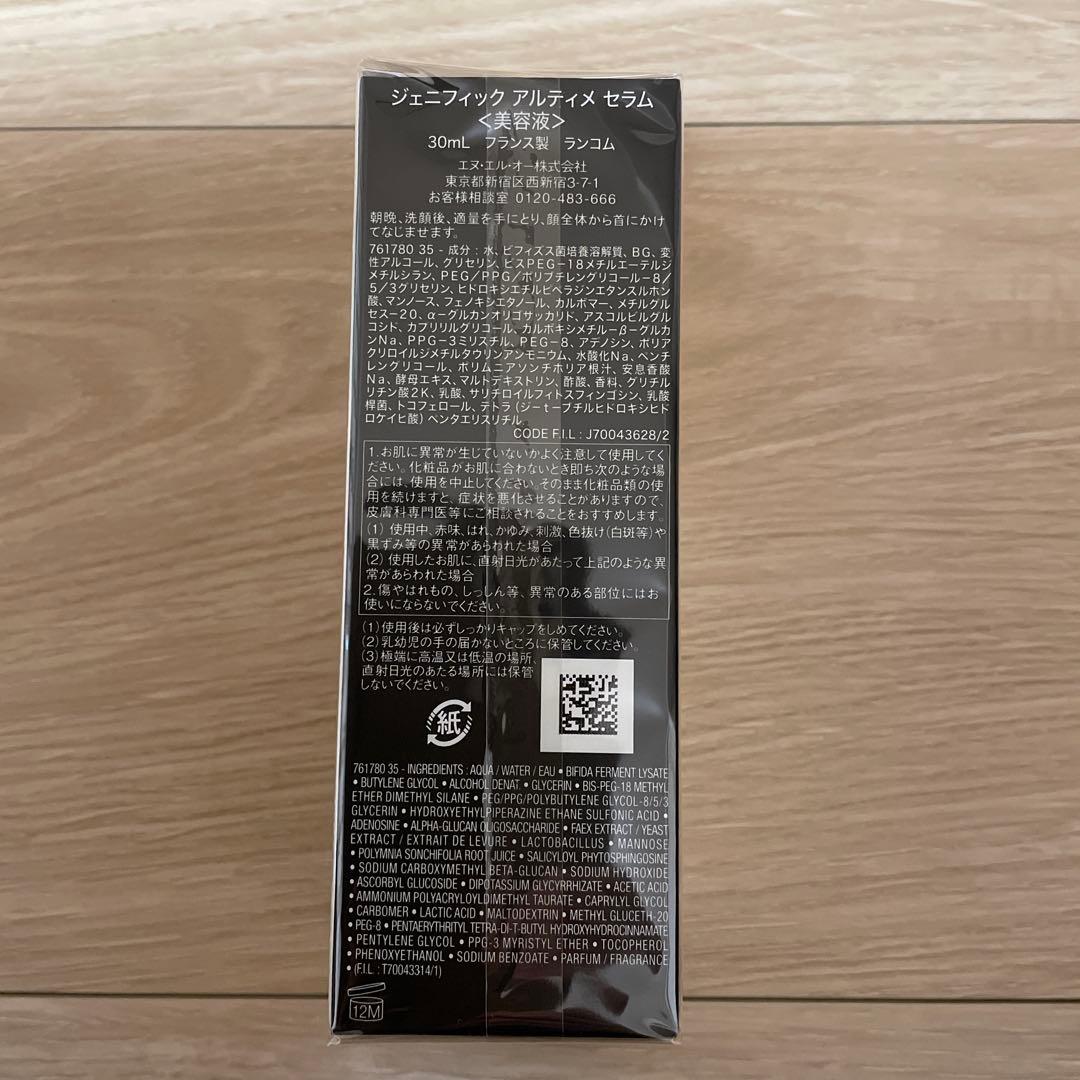 ジェニフィック アルティメ セラム
＜美容液＞
30mL フランス製 ランコム
エヌ・エル・オー株式会社
東京都新宿区西新宿3-7-1
お客様相談室 0120-483-666
朝晩、洗顔後、適量を手にとり、顔全体から首にかけ
てなじませます。
761780 35 - 成分 : 水、ビフィズス菌培養溶解質、BG、変
性アルコール、グリセリン、ビスPEG-18メチルエーテルジ
メチルシラン、PEG/PPG/ポリブチレングリコール-8/
5/3グリセリン、ヒドロキシエチルピペラジンエタンスルホン
酸、マンノース、フェノキシエタノール、カルボマー、メチルグル
セス-20、α-グルカンオリゴサッカリド、アスコルビルグル
コシド、カプリリルグリコール、カルボキシメチル-β-グルカ
ンNa、PPG-3ミリスチル、PEG-8、アデノシン、ポリア
クリロイルジメチルタウリンアンモニウム、水酸化Na、ペンチ
レングリコール、ポリムニアソンチホリア根汁、安息香酸
Na、酵母エキス、マルトデキストリン、酢酸、香料、グリチル
リチン酸2K、乳酸、サリチロイルフィトスフィンゴシン、乳酸
桿菌、トコフェロール、テトラ（ジ-t-ブチルヒドロキシヒド
ロケイヒ酸）ペンタエリスリチル
CODE F.I.L : J70043628/2
1.お肌に異常が生じていないかよく注意して使用してく
ださい。化粧品がお肌に合わないとき即ち次のような場
合には、使用を中止してください。そのまま化粧品類の使
用を続けますと、症状を悪化させることがありますので、
皮膚科専門医等にご相談されることをおすすめします。
（1）使用中、赤味、はれ、かゆみ、刺激、色抜け(白斑等)や
黒ずみ等の異常があらわれた場合
（2）使用したお肌に、直射日光があたって上記のような異
常があらわれた場合
2.傷やはれもの、しっしん等、異常のある部位にはお
使いにならないでください。
（1）使用後は必ずしっかりキャップをしめてください。
（2）乳幼児の手の届かないところに保管してください。
（3）極端に高温又は低温の場所、
直射日光のあたる場所には保管
しないでください。
紙
761780 35 - INGREDIENTS : AQUA / WATER / EAU • BIFIDA FERMENT LYSATE
• BUTYLENE GLYCOL • ALCOHOL DENAT. • GLYCERIN • BIS-PEG-18 METHYL
ETHER DIMETHYL SILANE • PEG/PPG/POLYBUTYLENE GLYCOL-8/5/3
GLYCERIN • HYDROXYETHYLPIPERAZINE ETHANE SULFONIC ACID •
ADENOSINE • ALPHA-GLUCAN OLIGOSACCHARIDE • FAEX EXTRACT / YEAST
EXTRACT / EXTRAIT DE LEVURE • LACTOBACILLUS • MANNOSE
• POLYMNIA SONCHIFOLIA ROOT JUICE • SALICYLOYL PHYTOSPHINGOSINE
• SODIUM CARBOXYMETHYL BETA-GLUCAN • SODIUM HYDROXIDE
• ASCORBYL GLUCOSIDE • DIPOTASSIUM GLYCYRRHIZATE • ACETIC ACID
• AMMONIUM POLYACRYLOYLDIMETHYL TAURATE • CAPRYLYL GLYCOL
• CARBOMER • LACTIC ACID • MALTODEXTRIN • METHYL GLUCETH-20
• PEG-8 • PENTAERYTHRITYL TETRA-DI-T-BUTYL HYDROXYHYDROCINNAMATE
• PENTYLENE GLYCOL • PPG-3 MYRISTYL ETHER • TOCOPHEROL
• PHENOXYETHANOL • SODIUM BENZOATE • PARFUM / FRAGRANCE
• (F.I.L : T70043314/1)
12M